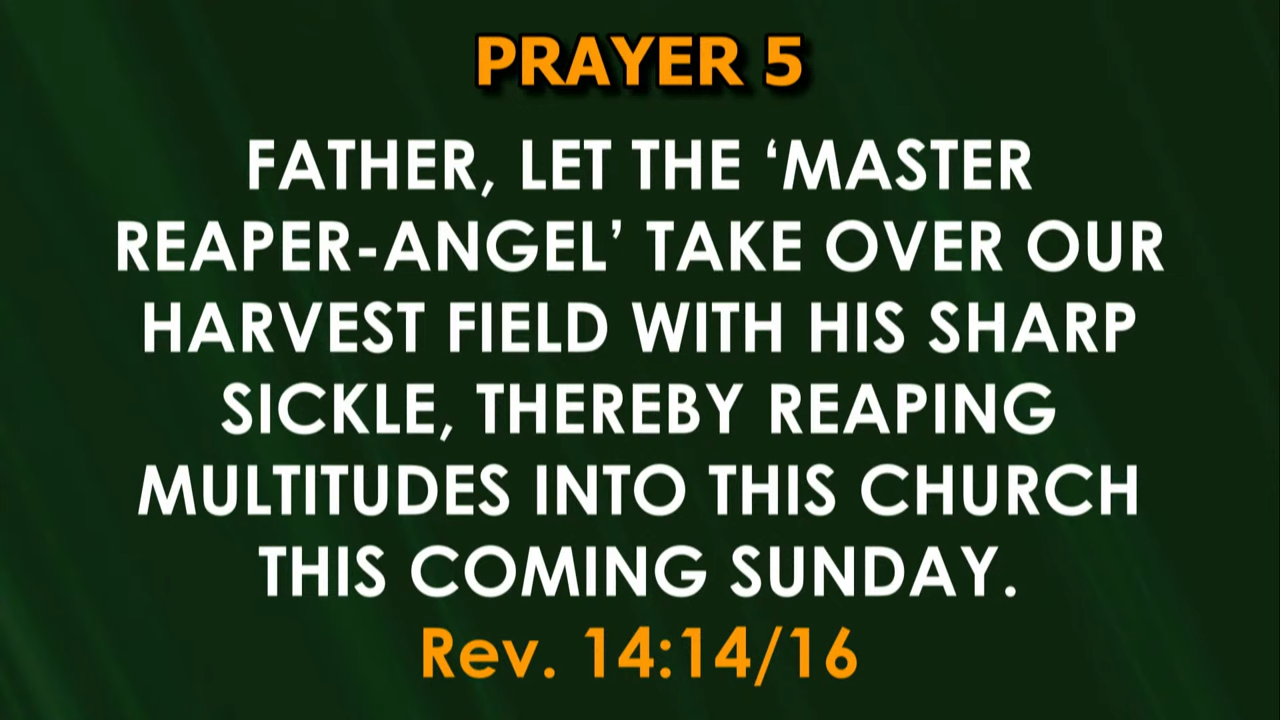 PRAYER 5
FATHER, LET THE ‘MASTER
REAPER-ANGEL’ TAKE OVER OUR
HARVEST FIELD WITH HIS SHARP
SICKLE, THEREBY REAPING
MULTITUDES INTO THIS CHURCH
THIS COMING SUNDAY.
Rev. 14:14/16